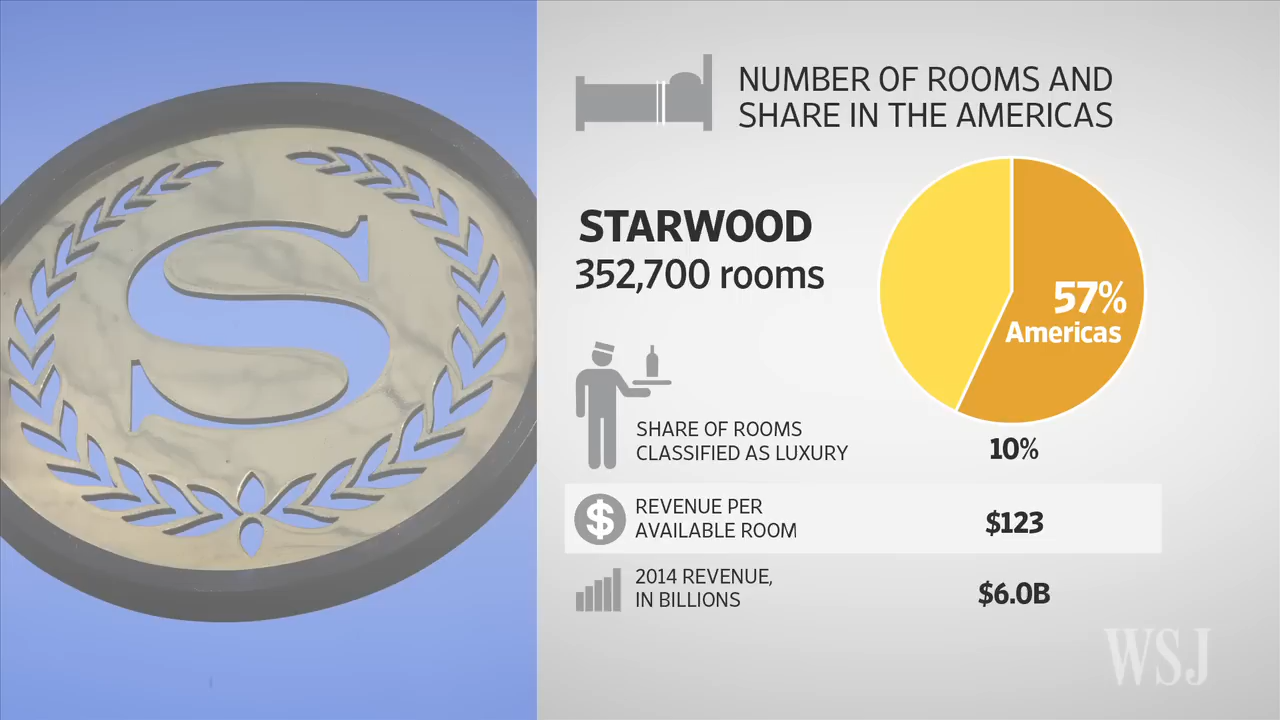 NUMBER OF ROOMS AND
SHARE IN THE AMERICAS
STARWOOD
352,700 rooms
57%
Americas
SHARE OF ROOMS
CLASSIFIED AS LUXURY
10%
$
REVENUE PER
AVAILABLE ROOM
$123
2014 REVENUE,
IN BILLIONS
$6.0B
WSJ
S